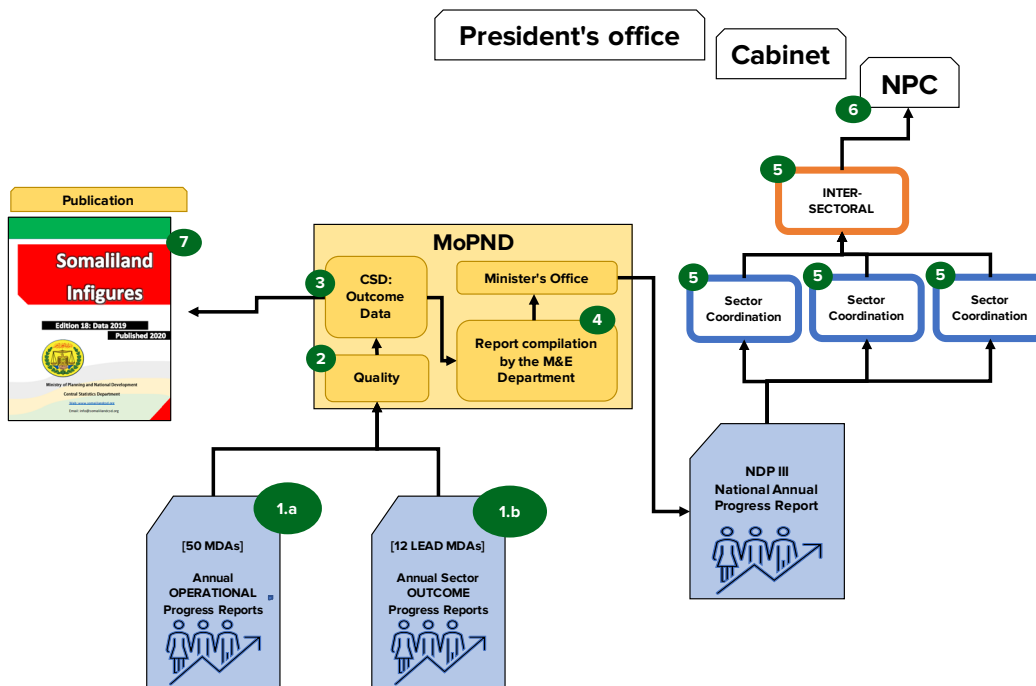 President's office
Cabinet
NPC
6
5
INTER-
SECTORAL
Publication
7
Somaliland
Infigures
Edition 18: Data 2019
Published 2020
Ministry of Planning and National Development
Central Statistics Department
MoPND
3
CSD:
Outcome
Data
Minister's Office
2
Quality
4
Report compilation
by the M&E
Department
5
Sector
Coordination
5
Sector
Coordination
5
Sector
Coordination
1.a
[50 MDAs]
Annual
OPERATIONAL
Progress Reports
1.b
[12 LEAD MDAs]
Annual Sector
OUTCOME
Progress Reports
NDP III
National Annual
Progress Report